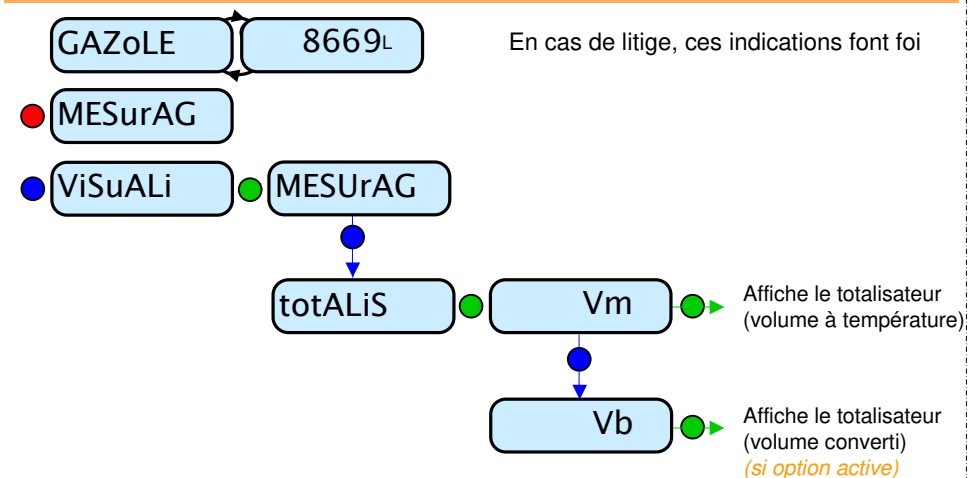 GAZoLE 8669L En cas de litige, ces indications font foi
MESurAG
ViSuALi MESUrAG
totALiS Vm Affiche le totalisateur
(volume à température)
Vb Affiche le totalisateur
(volume converti)
(si option active)